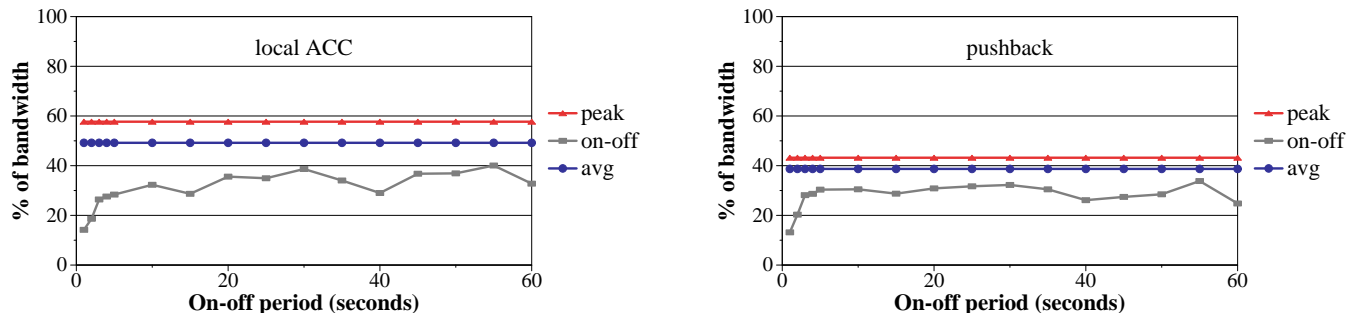 local ACC
100
80
60
40
20
0
% of bandwidth
0 20 40 60
On-off period (seconds)
peak
on-off
avg
pushback
100
80
60
40
20
0
% of bandwidth
0 20 40 60
On-off period (seconds)
peak
on-off
avg